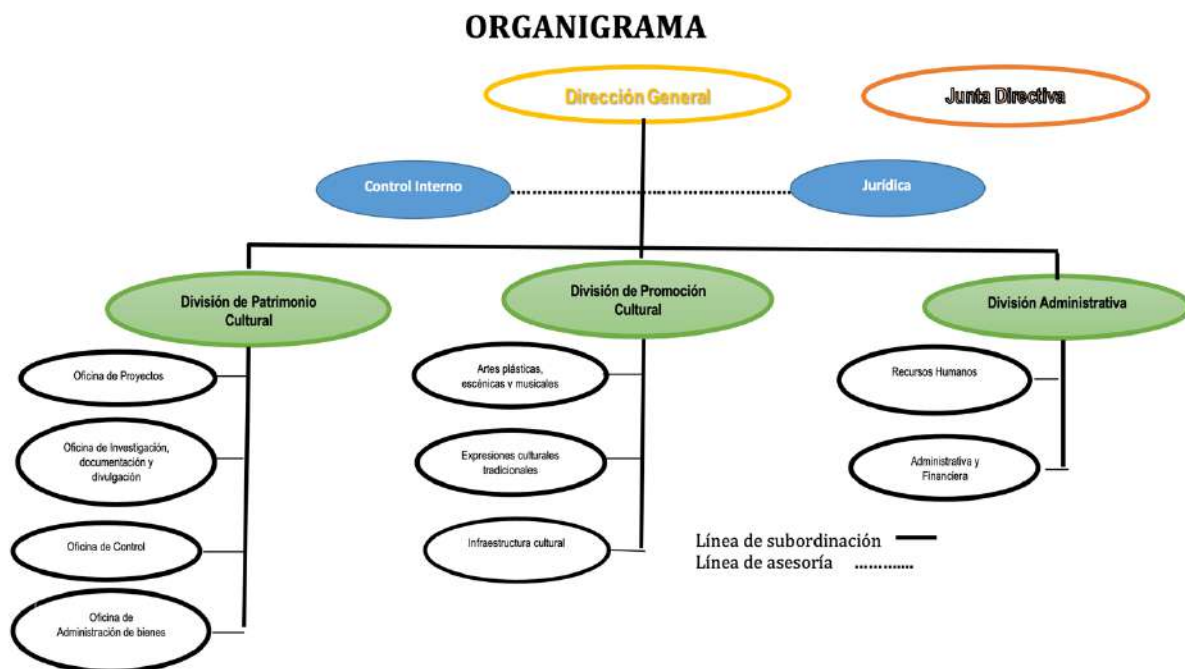 ORGANIGRAMA
Dirección General
Junta Directiva
Control Interno
Jurídica
División de Patrimonio
Cultural
División de Promoción
Cultural
División Administrativa
Oficina de Proyectos
Oficina de Investigación,
documentación y
divulgación
Oficina de Control
Oficina de
Administración de bienes
Artes plásticas,
escénicas y musicales
Expresiones culturales
tradicionales
Infraestructura cultural
Recursos Humanos
Administrativa y
Financiera
Línea de subordinación
Línea de asesoría ............